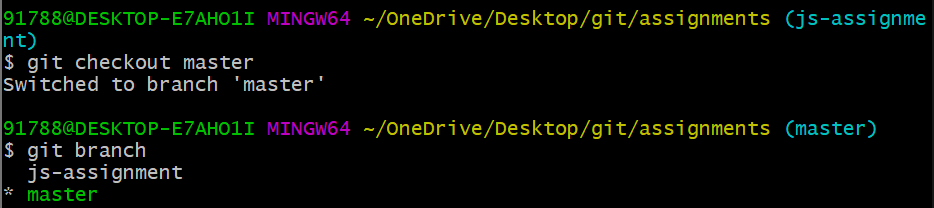 91788@DESKTOP-E7AHO1I MINGW64 ~/OneDrive/Desktop/git/assignments (js-assignme
nt)
$ git checkout master
Switched to branch 'master'
91788@DESKTOP-E7AHO1I MINGW64 ~/OneDrive/Desktop/git/assignments (master)
$ git branch
  js-assignment
* master